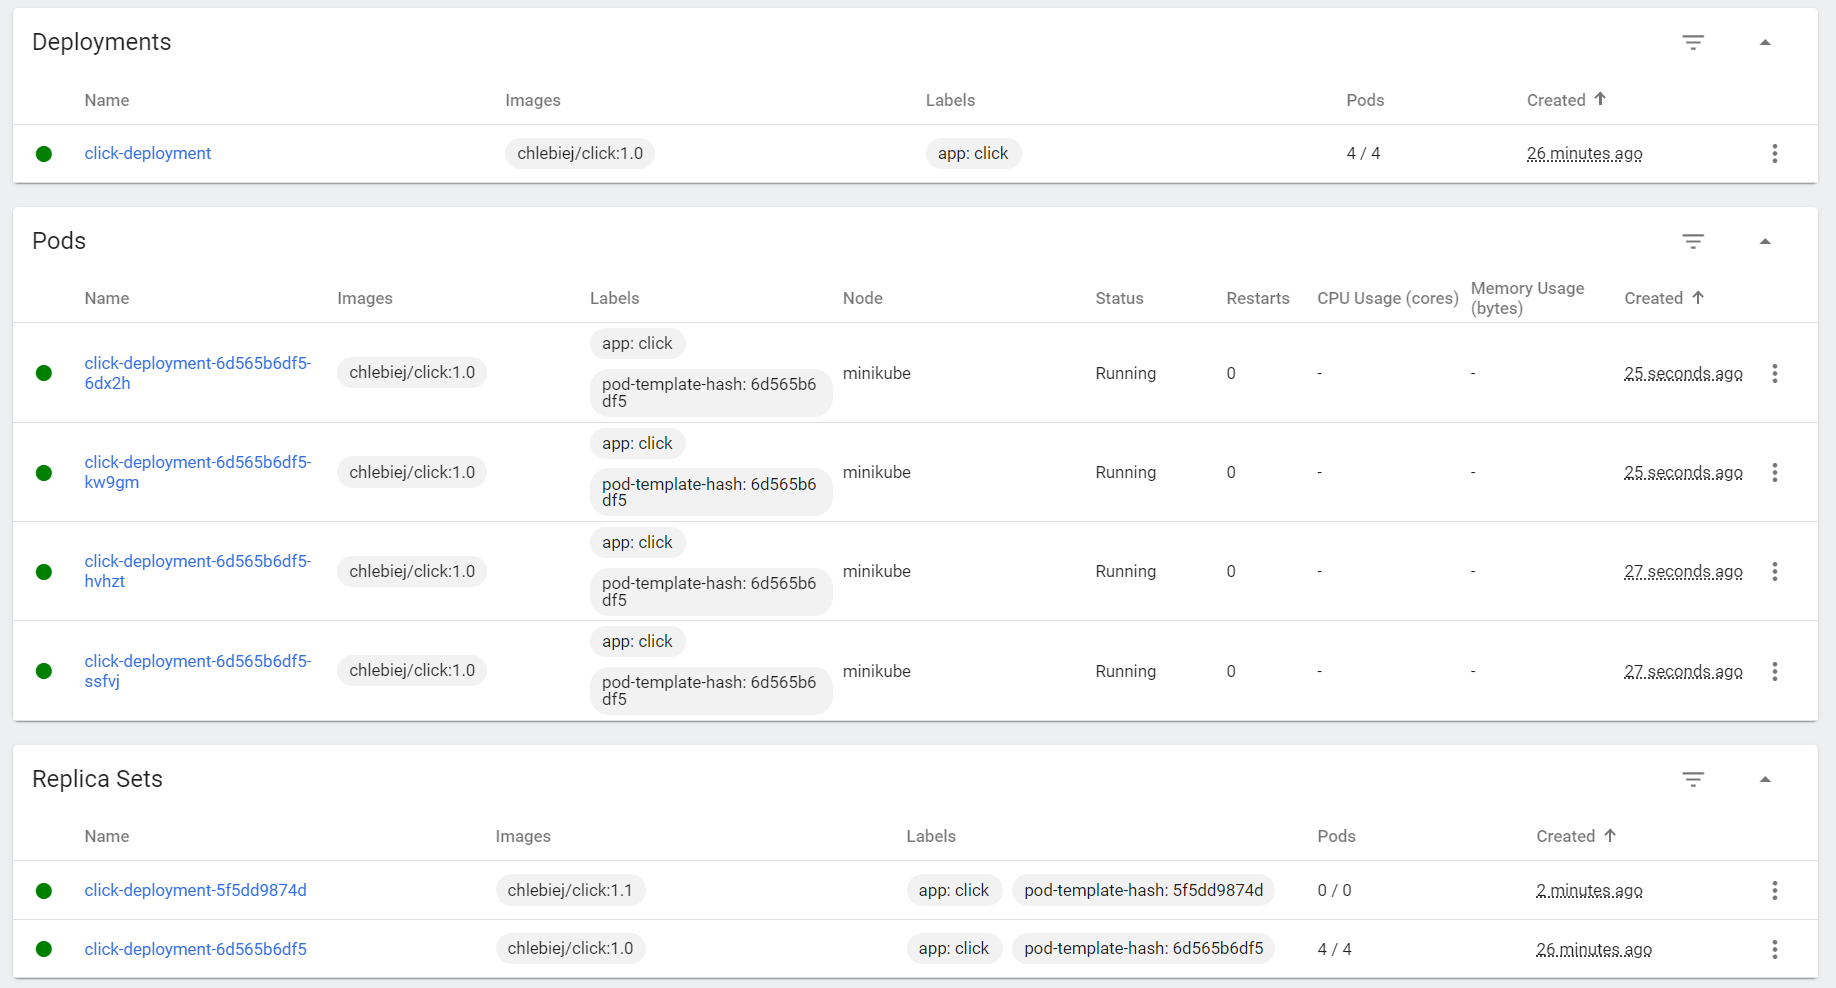 Deployments
Name Images Labels Pods Created
click-deployment chlebiej/click:1.0 app: click 4 / 4 26 minutes ago
Pods
Name Images Labels Node Status Restarts CPU Usage (cores) Memory Usage
(bytes) Created
click-deployment-6d565b6df5-
6dx2h chlebiej/click:1.0 app: click
pod-template-hash: 6d565b6
df5 minikube Running 0 - - 25 seconds ago
click-deployment-6d565b6df5-
kw9gm chlebiej/click:1.0 app: click
pod-template-hash: 6d565b6
df5 minikube Running 0 - - 25 seconds ago
click-deployment-6d565b6df5-
hvhzt chlebiej/click:1.0 app: click
pod-template-hash: 6d565b6
df5 minikube Running 0 - - 27 seconds ago
click-deployment-6d565b6df5-
ssfvj chlebiej/click:1.0 app: click
pod-template-hash: 6d565b6
df5 minikube Running 0 - - 27 seconds ago
Replica Sets
Name Images Labels Pods Created
click-deployment-5f5dd9874d chlebiej/click:1.1 app: click pod-template-hash: 5f5dd9874d 0 / 0 2 minutes ago
click-deployment-6d565b6df5 chlebiej/click:1.0 app: click pod-template-hash: 6d565b6df5 4 / 4 26 minutes ago